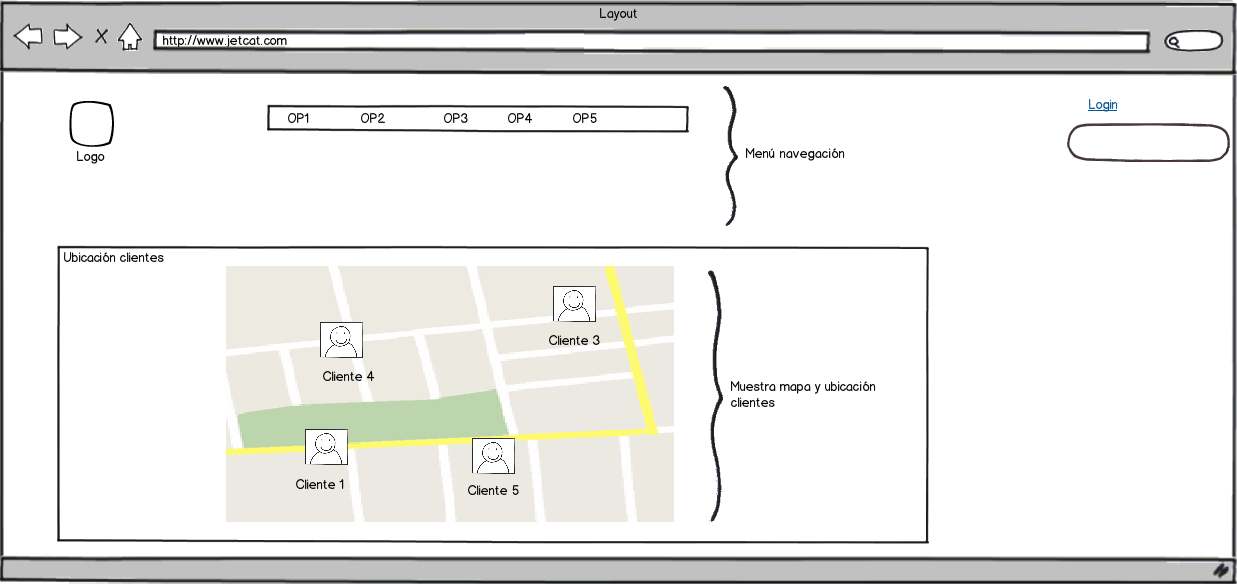 Layout
http://www.jetcat.com
Login
OP1 OP2 OP3 OP4 OP5
Logo
Menú navegación
Ubicación clientes
Cliente 3
Cliente 4
Muestra mapa y ubicación
clientes
Cliente 1
Cliente 5